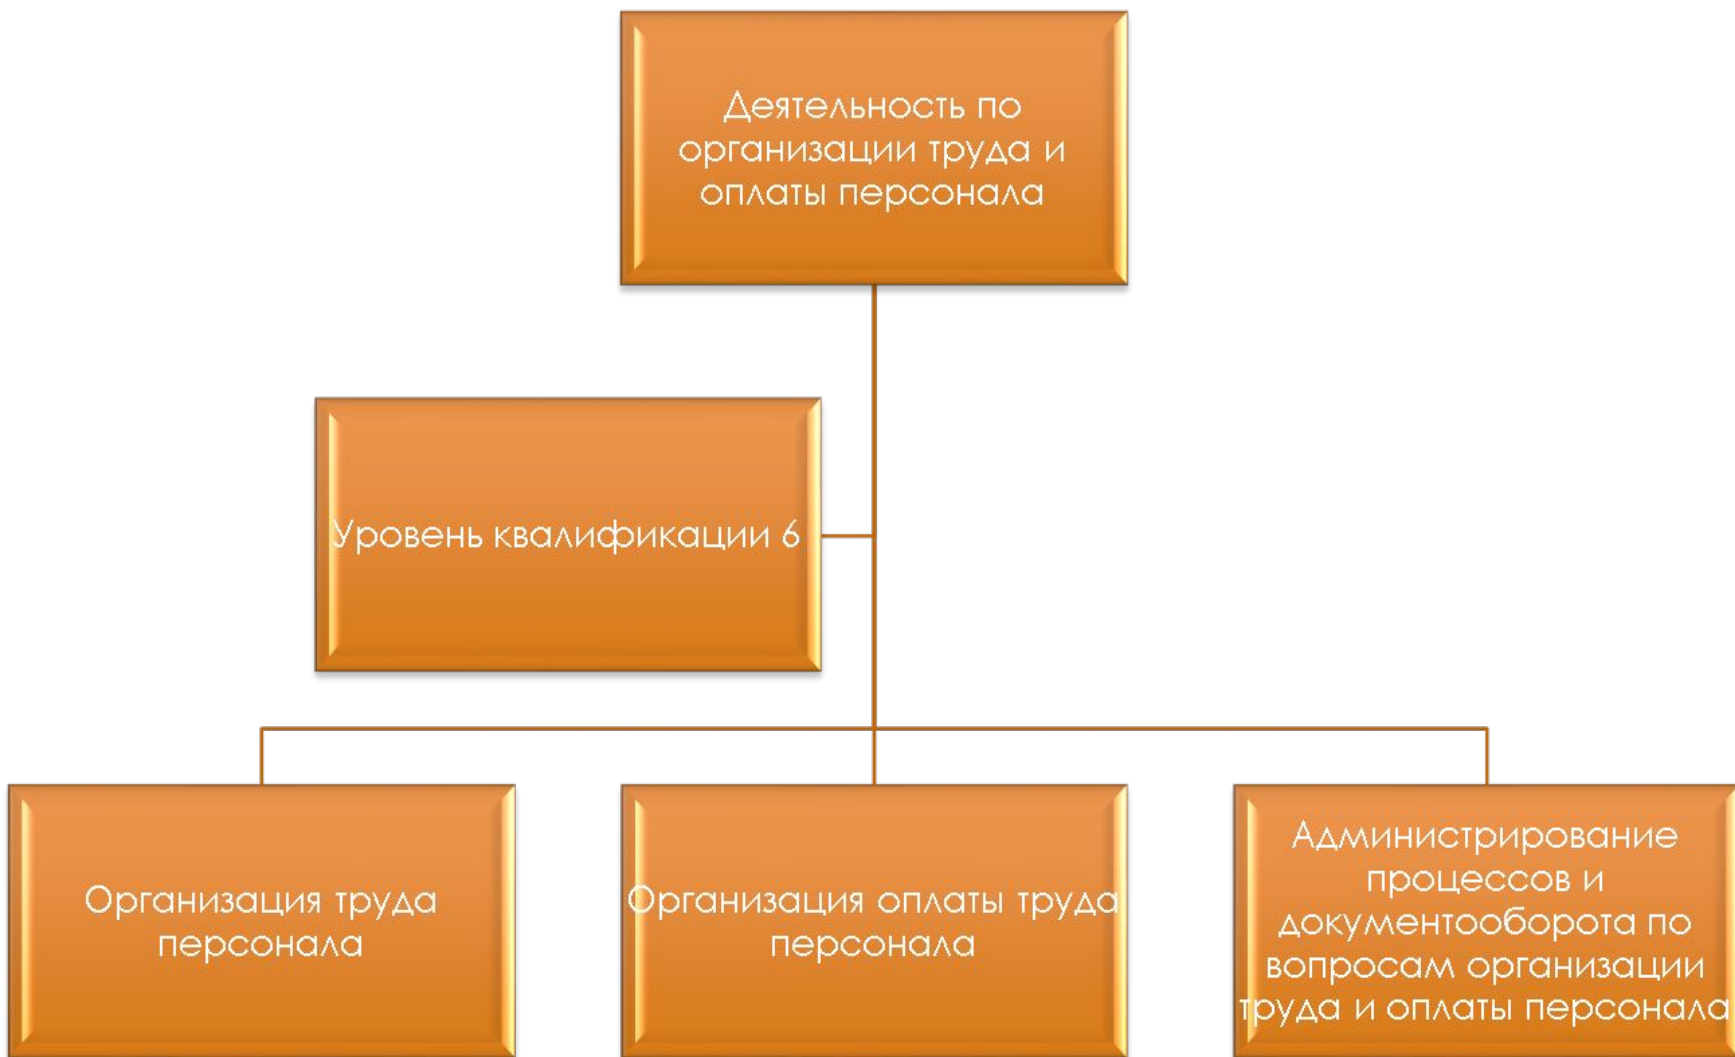 Деятельность по
организации труда и
оплаты персонала
Уровень квалификации 6
Организация труда
персонала
Организация оплаты труда
персонала
Администрирование
процессов и
документооборота по
вопросам организации
труда и оплаты персонала